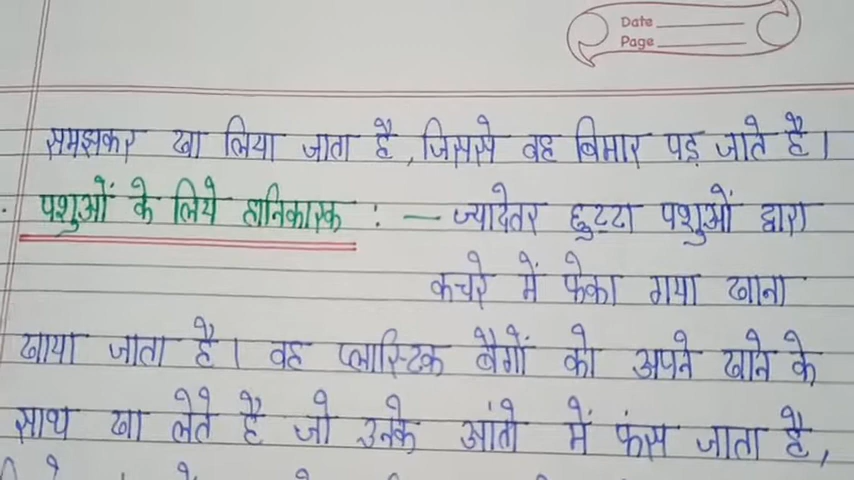 Date
Page
समझकर खा लिया जाता है, जिससे वह बिमार पड़ जाते है।
पशुओं के लिये हानिकारक : — ज्यादेतर छुट्टा पशुओं द्वारा
कचरे में फेका गया खाना
खाया जाता है। वह प्लास्टिक बैगों को अपने खाने के
साथ खा लेते है जो उनके आंतो में फंस जाता है,